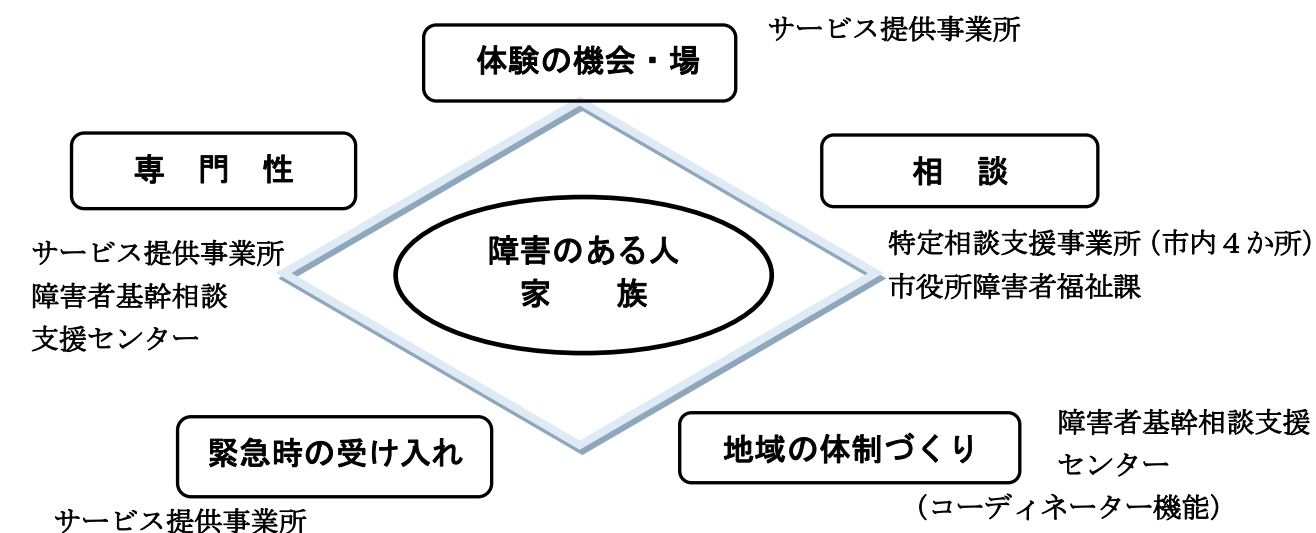 サービス提供事業所
体験の機会・場
専　門　性
相　談
サービス提供事業所
障害者基幹相談
支援センター
障害のある人
家　　族
特定相談支援事業所（市内４か所）
市役所障害者福祉課
緊急時の受け入れ
サービス提供事業所
地域の体制づくり
障害者基幹相談支援
センター
（コーディネーター機能）